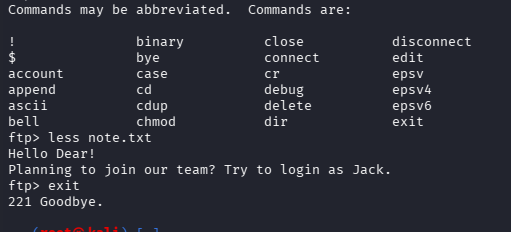 Commands may be abbreviated.  Commands are:
!               binary          close           disconnect
$               bye             connect         edit
account         case            cr              epsv
append          cd              debug           epsv4
ascii           cdup            delete          epsv6
bell            chmod           dir             exit
ftp> less note.txt
Hello Dear!
Planning to join our team? Try to login as Jack.
ftp> exit
221 Goodbye.